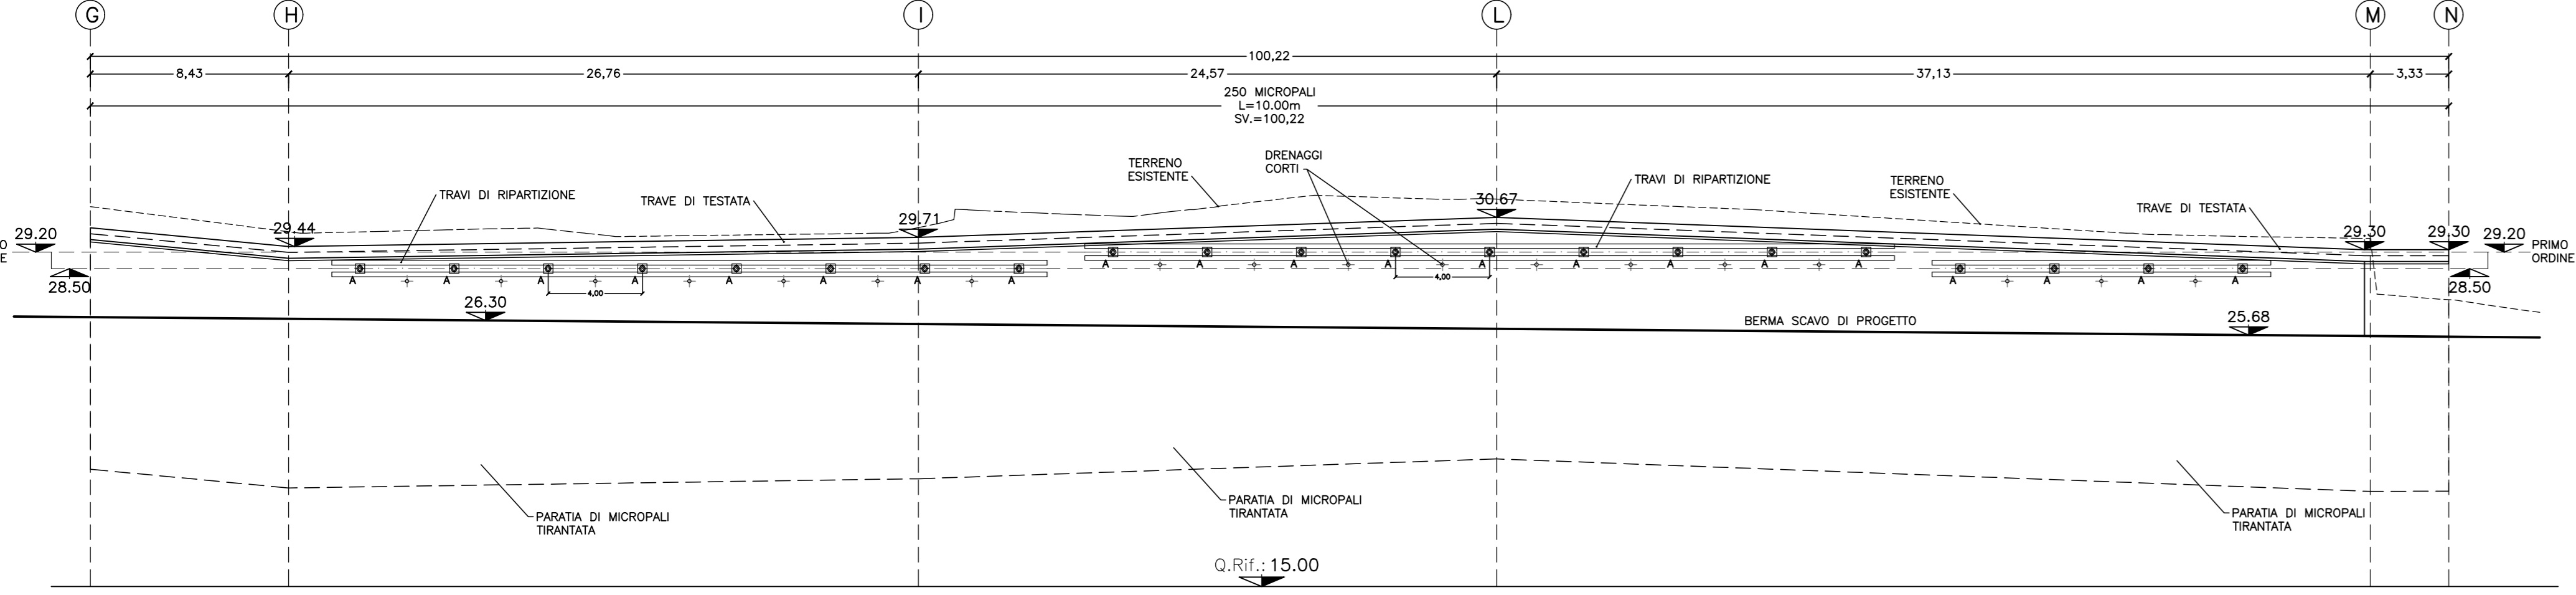 G H I L M N
100,22
8,43 26,76 24,57 37,13 3,33
250 MICROPALI
L=10.00m
SV.=100,22
TERRENO
ESISTENTE
DRENAGGI
CORTI
TRAVI DI RIPARTIZIONE
TRAVE DI TESTATA
TRAVI DI RIPARTIZIONE
TERRENO
ESISTENTE
TRAVE DI TESTATA
O
E
29.20
28.50
29.44
29.71
30.67
29.30
29.30
29.20
PRIMO
ORDINE
28.50
A A A A A A A A
4,00
A A A A A A A A A
4,00
A A A A
26.30
BERMA SCAVO DI PROGETTO
25.68
PARATIA DI MICROPALI
TIRANTATA
PARATIA DI MICROPALI
TIRANTATA
PARATIA DI MICROPALI
TIRANTATA
Q.Rif.: 15.00